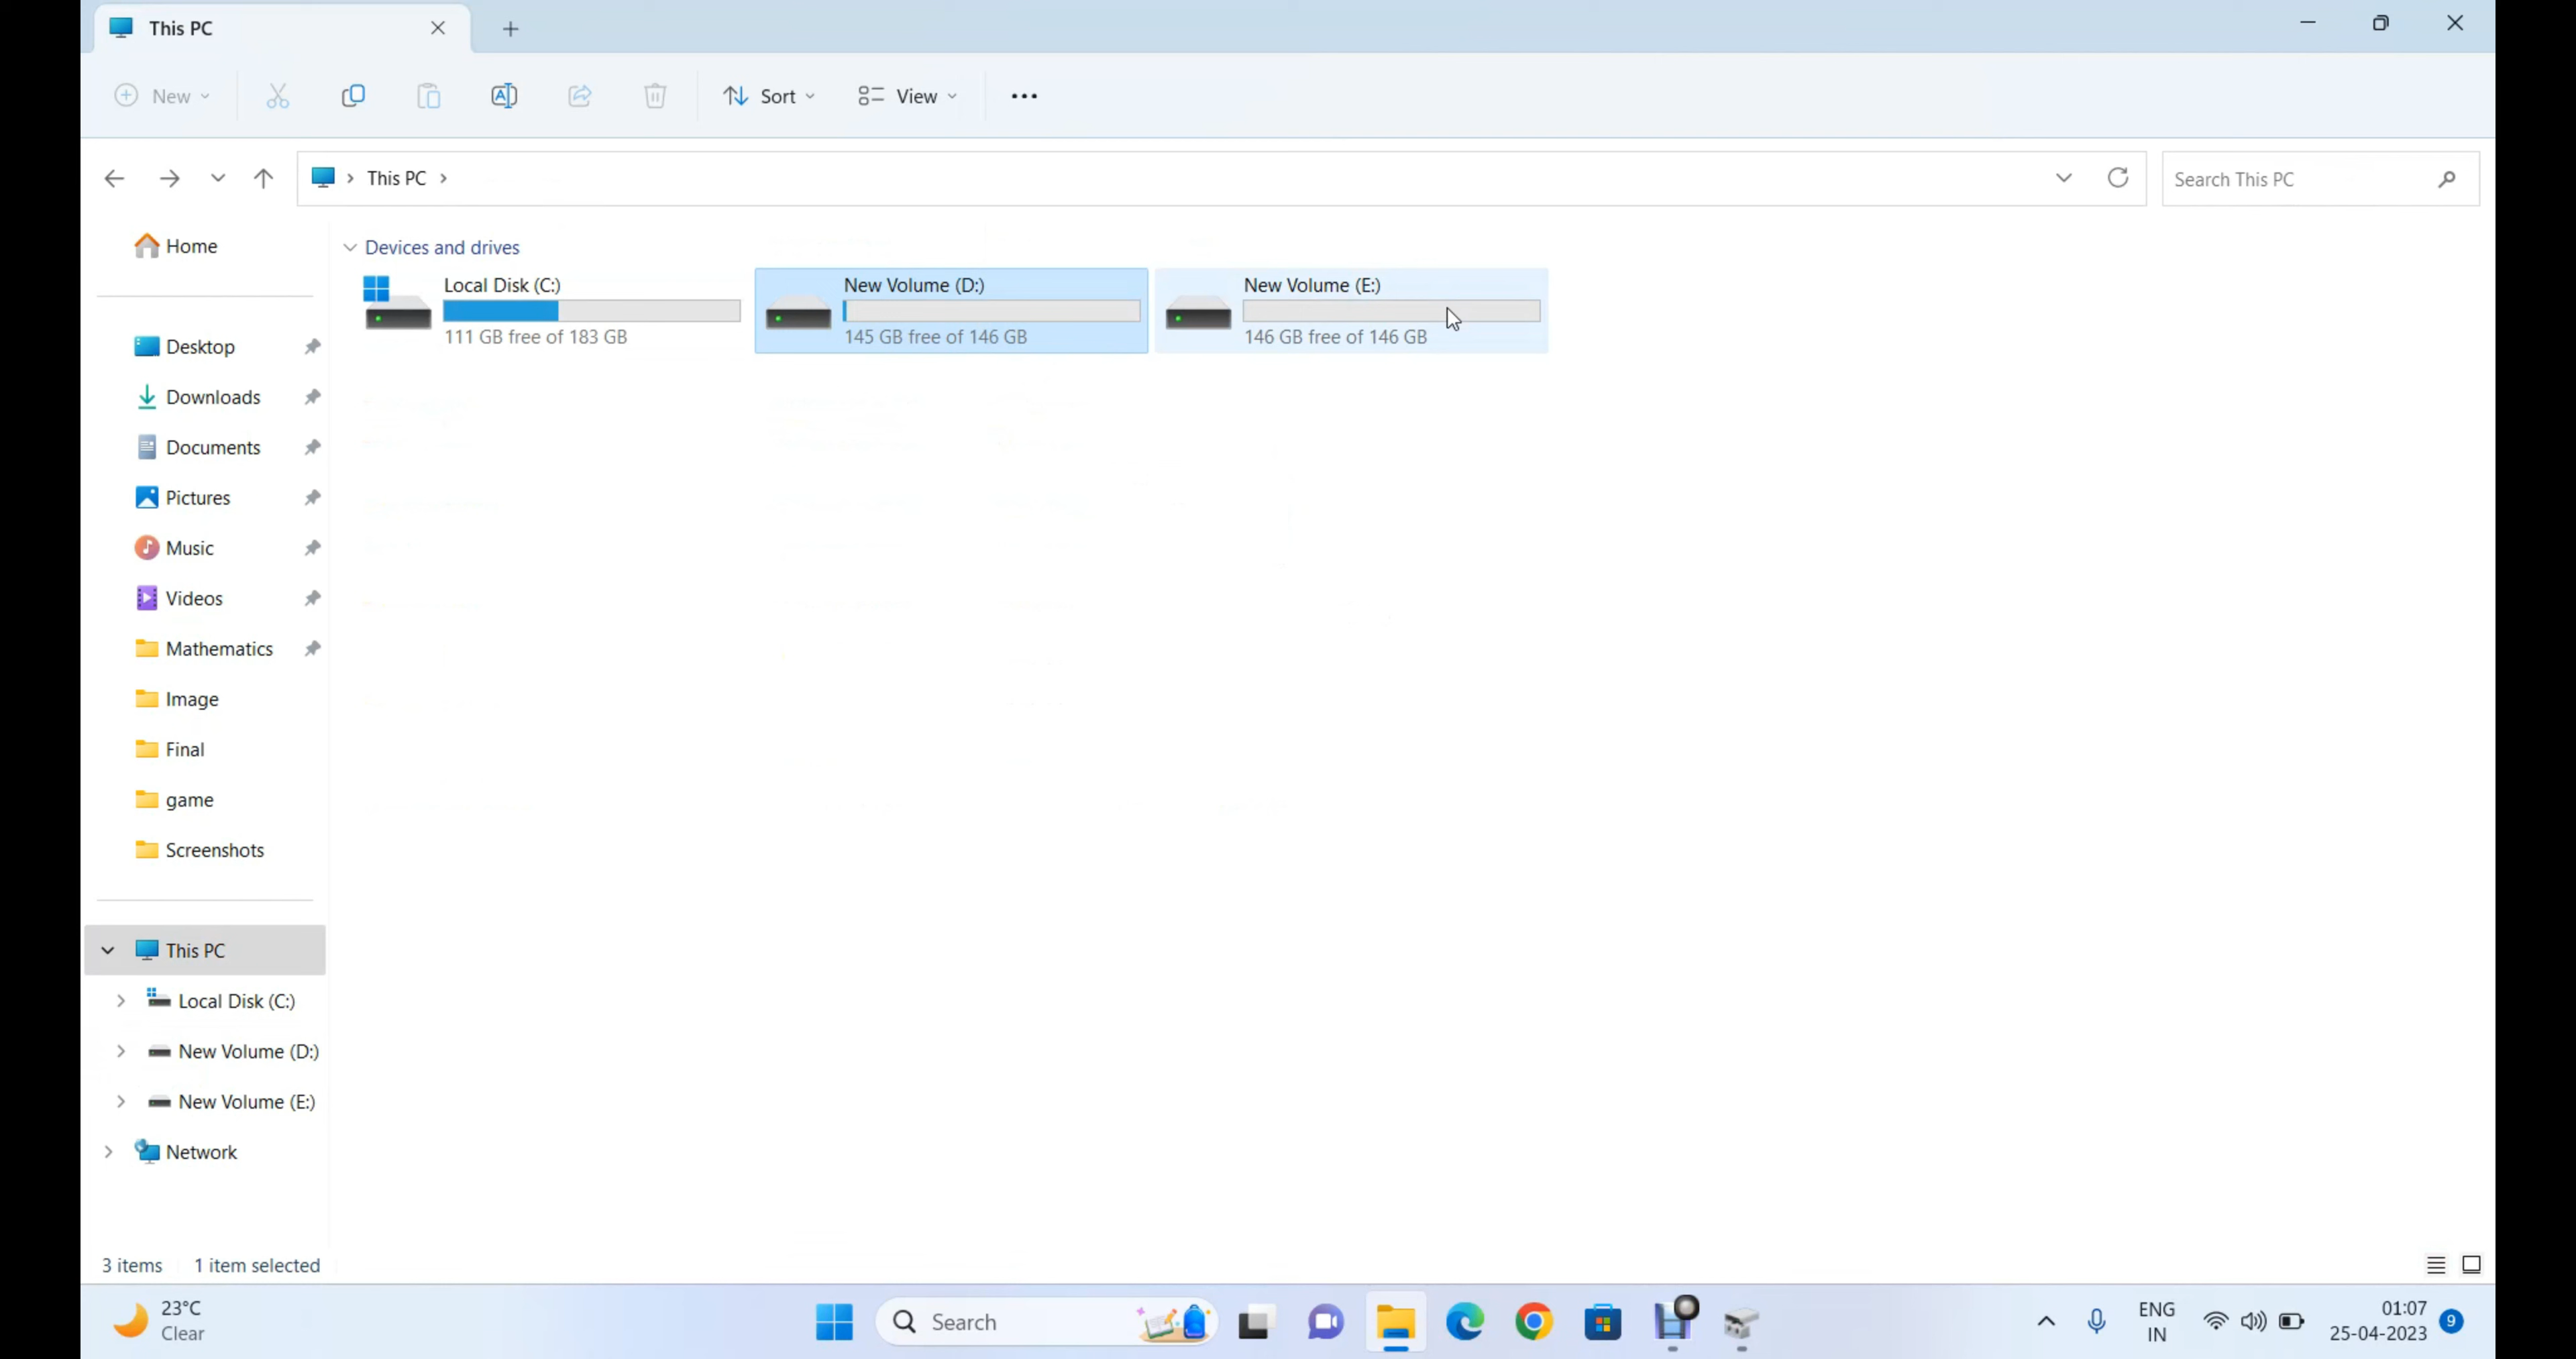 This PC
New
Sort
View
This PC
Search This PC
Home
Desktop
Downloads
Documents
Pictures
Music
Videos
Mathematics
Image
Final
game
Screenshots
This PC
Local Disk (C:)
New Volume (D:)
New Volume (E:)
Network
Devices and drives
Local Disk (C:)
111 GB free of 183 GB
New Volume (D:)
145 GB free of 146 GB
New Volume (E:)
146 GB free of 146 GB
3 items 1 item selected
23°C
Clear
Search
ENG
IN
01:07
25-04-2023
9